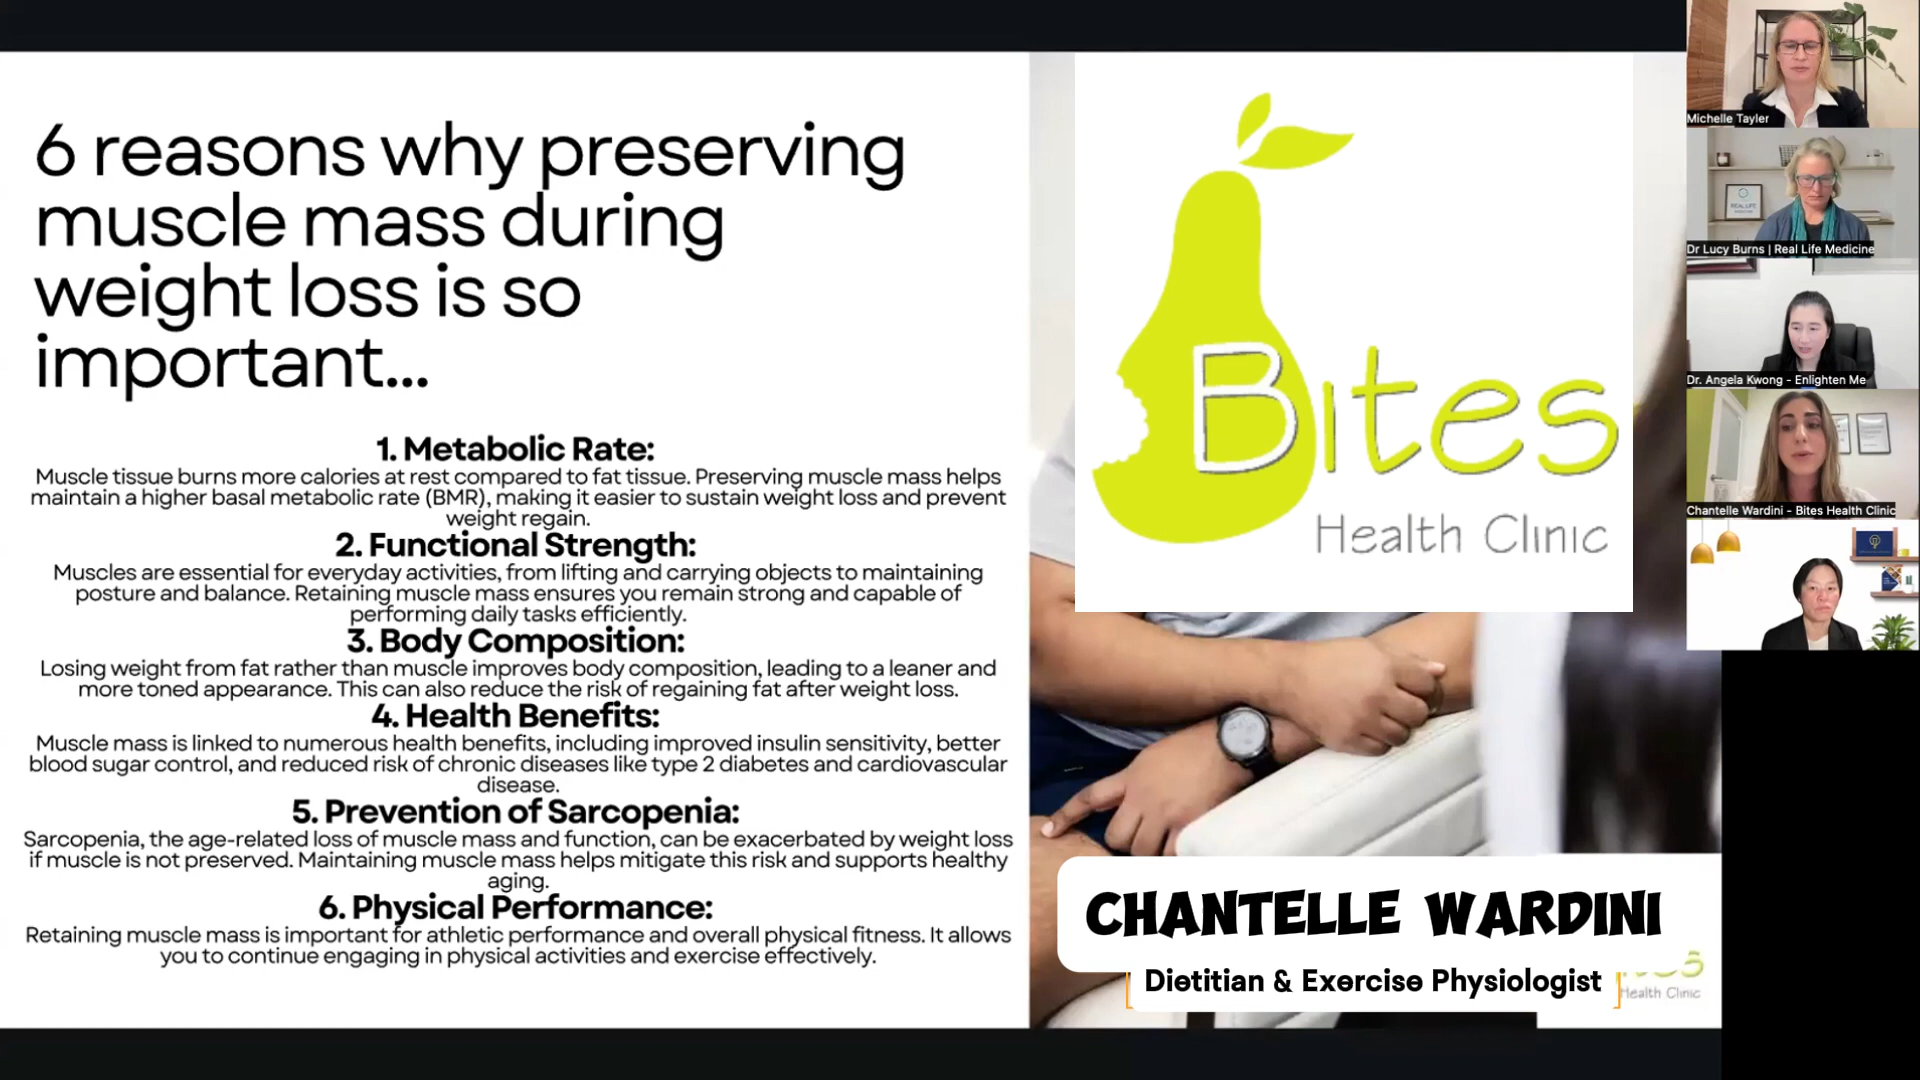 6 reasons why preserving
muscle mass during
weight loss is so
important...
1. Metabolic Rate:
Muscle tissue burns more calories at rest compared to fat tissue. Preserving muscle mass helps
maintain a higher basal metabolic rate (BMR), making it easier to sustain weight loss and prevent
weight regain.
2. Functional Strength:
Muscles are essential for everyday activities, from lifting and carrying objects to maintaining
posture and balance. Retaining muscle mass ensures you remain strong and capable of
performing daily tasks efficiently.
3. Body Composition:
Losing weight from fat rather than muscle improves body composition, leading to a leaner and
more toned appearance. This can also reduce the risk of regaining fat after weight loss.
4. Health Benefits:
Muscle mass is linked to numerous health benefits, including improved insulin sensitivity, better
blood sugar control, and reduced risk of chronic diseases like type 2 diabetes and cardiovascular
disease.
5. Prevention of Sarcopenia:
Sarcopenia, the age-related loss of muscle mass and function, can be exacerbated by weight loss
if muscle is not preserved. Maintaining muscle mass helps mitigate this risk and supports healthy
aging.
6. Physical Performance:
Retaining muscle mass is important for athletic performance and overall physical fitness. It allows
you to continue engaging in physical activities and exercise effectively.
Bites
Health Clinic
CHANTELLE WARDINI
Dietitian & Exercise Physiologist
Health Clinic
Michelle Tayler
REAL LIFE
Dr Lucy Burns | Real Life Medicine
Dr. Angela Kwong - Enlighten Me
Chantelle Wardini - Bites Health Clinic